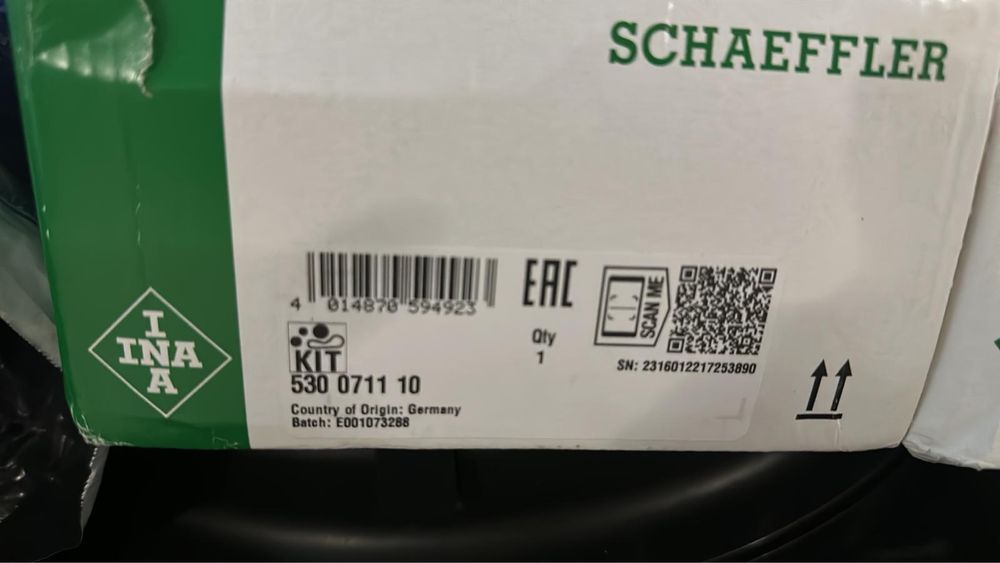 SCHAEFFLER
EAC
SCAN ME
4 014870 594923
KIT
Qty
1
530 0711 10
SN: 2316012217253890
Country of Origin: Germany
Batch: E001073288
INA
INA